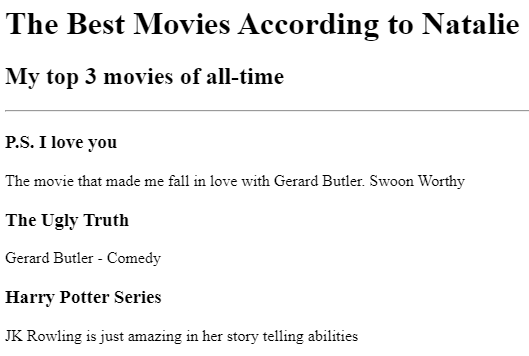 The Best Movies According to Natalie
My top 3 movies of all-time
P.S. I love you
The movie that made me fall in love with Gerard Butler. Swoon Worthy
The Ugly Truth
Gerard Butler - Comedy
Harry Potter Series
JK Rowling is just amazing in her story telling abilities